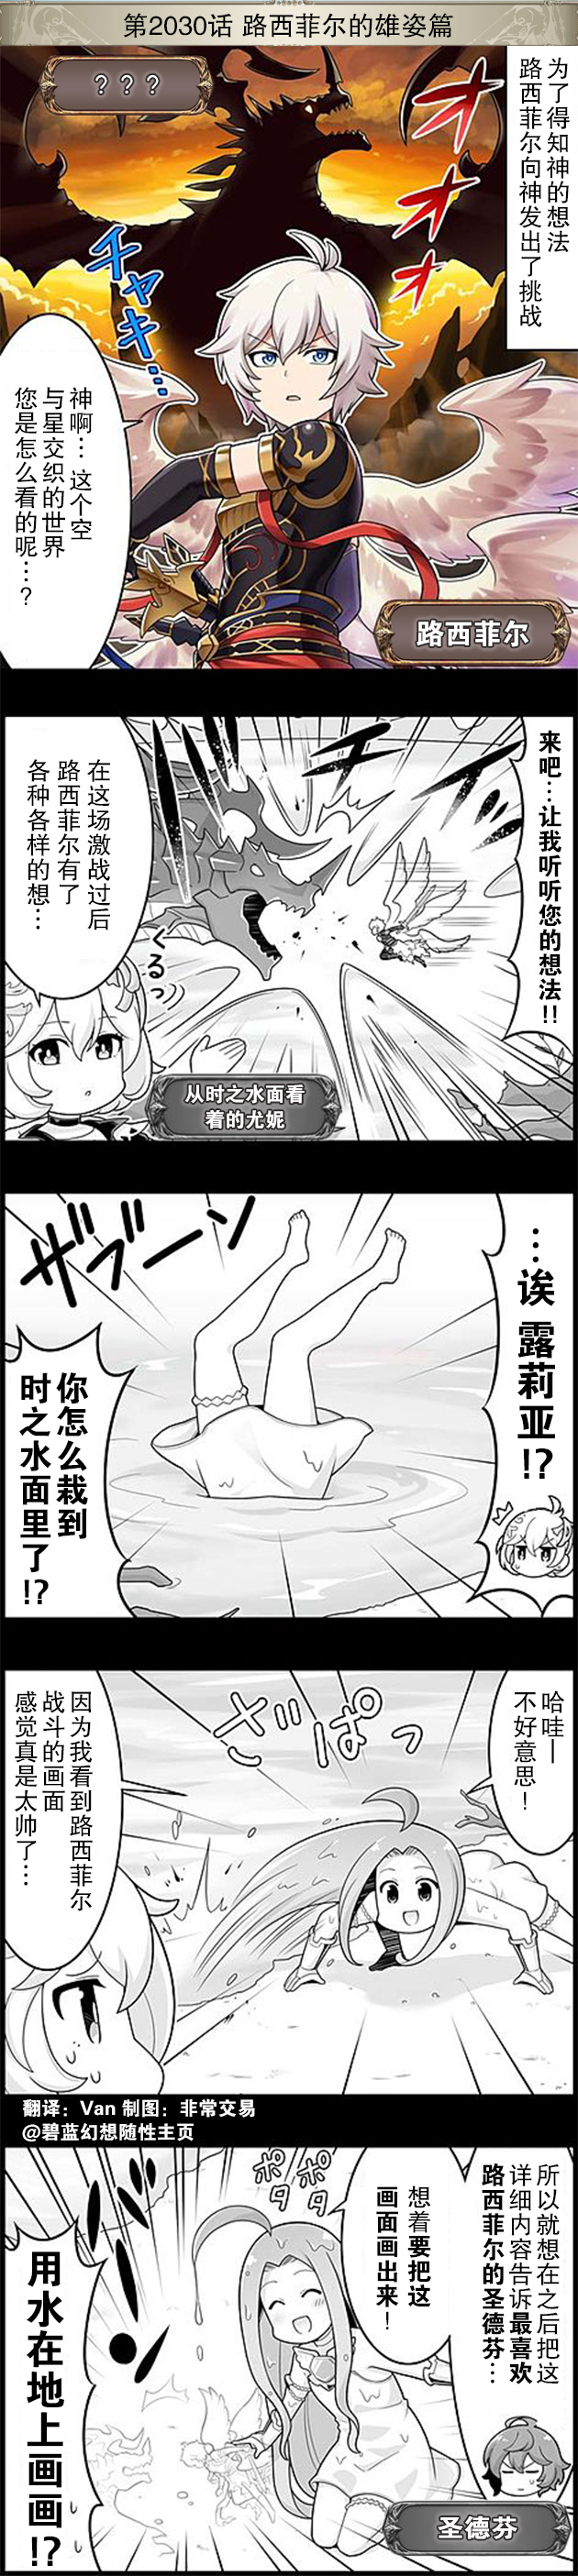 第2030话 路西菲尔的雄姿篇
为了得知神的想法
路西菲尔向神发出了挑战
？？？
オオオ
チャキ…
神啊… 这个空
与星交织的世界
您是怎么看的呢…？
路西菲尔
来吧…让我听听您的想法!!
在这场激战过后
路西菲尔有了
各种各样的想…
くるっ
从时之水面看
着的尤妮
…诶 露莉亚!?
ザブーン
你怎么栽到
时之水面里了!?
哈哇—
不好意思！
ざばっ
因为我看到路西菲尔
战斗的画面
感觉真是太帅了…
翻译：Van 制图：非常交易
@碧蓝幻想随性主页
所以就想在之后把这
详细内容告诉最喜欢
路西菲尔的圣德芬…
想着要把这
画面画出来！
ポタ
ポタ
用水在地上画画!?
圣德芬